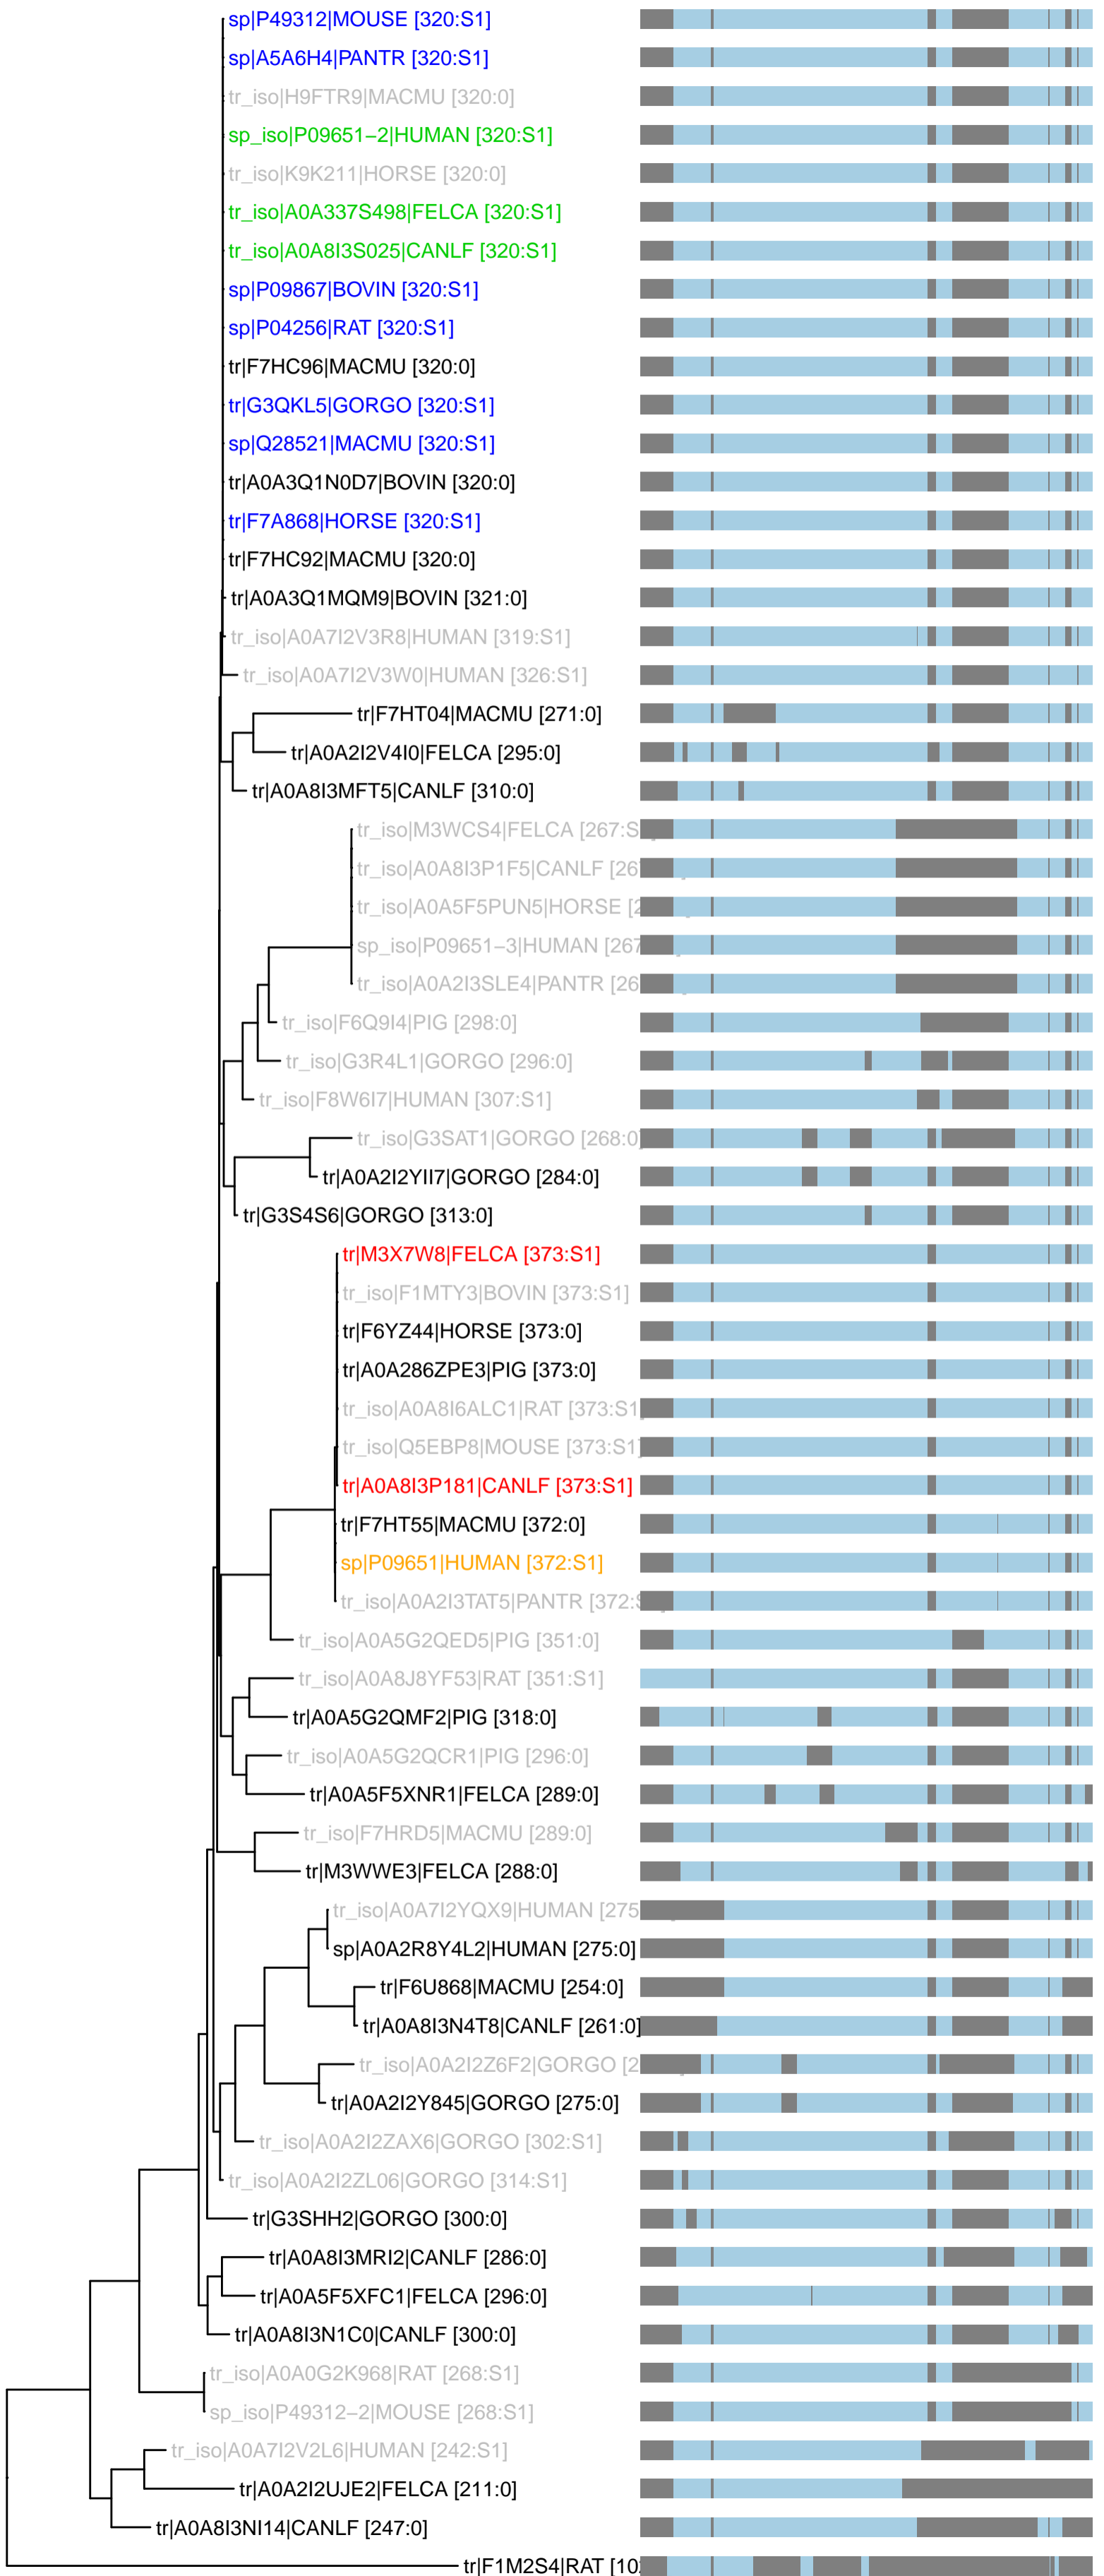 sp|P49312|MOUSE [320:S1]
sp|A5A6H4|PANTR [320:S1]
tr_iso|H9FTR9|MACMU [320:0]
sp_iso|P09651−2|HUMAN [320:S1]
tr_iso|K9K211|HORSE [320:0]
tr_iso|A0A337S498|FELCA [320:S1]
tr_iso|A0A8I3S025|CANLF [320:S1]
sp|P09867|BOVIN [320:S1]
sp|P04256|RAT [320:S1]
tr|F7HC96|MACMU [320:0]
tr|G3QKL5|GORGO [320:S1]
sp|Q28521|MACMU [320:S1]
tr|A0A3Q1N0D7|BOVIN [320:0]
tr|F7A868|HORSE [320:S1]
tr|F7HC92|MACMU [320:0]
tr|A0A3Q1MQM9|BOVIN [321:0]
tr_iso|A0A7I2V3R8|HUMAN [319:S1]
tr_iso|A0A7I2V3W0|HUMAN [326:S1]
tr|F7HT04|MACMU [271:0]
tr|A0A2I2V4I0|FELCA [295:0]
tr|A0A8I3MFT5|CANLF [310:0]
tr_iso|M3WCS4|FELCA [267:S
tr_iso|A0A8I3P1F5|CANLF [26
tr_iso|A0A5F5PUN5|HORSE [2
sp_iso|P09651−3|HUMAN [267
tr_iso|A0A2I3SLE4|PANTR [26
tr_iso|F6Q9I4|PIG [298:0]
tr_iso|G3R4L1|GORGO [296:0]
tr_iso|F8W6I7|HUMAN [307:S1]
tr_iso|G3SAT1|GORGO [268:0]
tr|A0A2I2YII7|GORGO [284:0]
tr|G3S4S6|GORGO [313:0]
tr|M3X7W8|FELCA [373:S1]
tr_iso|F1MTY3|BOVIN [373:S1]
tr|F6YZ44|HORSE [373:0]
tr|A0A286ZPE3|PIG [373:0]
tr_iso|A0A8I6ALC1|RAT [373:S1]
tr_iso|Q5EBP8|MOUSE [373:S1]
tr|A0A8I3P181|CANLF [373:S1]
tr|F7HT55|MACMU [372:0]
sp|P09651|HUMAN [372:S1]
tr_iso|A0A2I3TAT5|PANTR [372:S
tr_iso|A0A5G2QED5|PIG [351:0]
tr_iso|A0A8J8YF53|RAT [351:S1]
tr|A0A5G2QMF2|PIG [318:0]
tr_iso|A0A5G2QCR1|PIG [296:0]
tr|A0A5F5XNR1|FELCA [289:0]
tr_iso|F7HRD5|MACMU [289:0]
tr|M3WWE3|FELCA [288:0]
tr_iso|A0A7I2YQX9|HUMAN [275
sp|A0A2R8Y4L2|HUMAN [275:0]
tr|F6U868|MACMU [254:0]
tr|A0A8I3N4T8|CANLF [261:0]
tr_iso|A0A2I2Z6F2|GORGO [2
tr|A0A2I2Y845|GORGO [275:0]
tr_iso|A0A2I2ZAX6|GORGO [302:S1]
tr_iso|A0A2I2ZL06|GORGO [314:S1]
tr|G3SHH2|GORGO [300:0]
tr|A0A8I3MRI2|CANLF [286:0]
tr|A0A5F5XFC1|FELCA [296:0]
tr|A0A8I3N1C0|CANLF [300:0]
tr_iso|A0A0G2K968|RAT [268:S1]
sp_iso|P49312−2|MOUSE [268:S1]
tr_iso|A0A7I2V2L6|HUMAN [242:S1]
tr|A0A2I2UJE2|FELCA [211:0]
tr|A0A8I3NI14|CANLF [247:0]
tr|F1M2S4|RAT [10